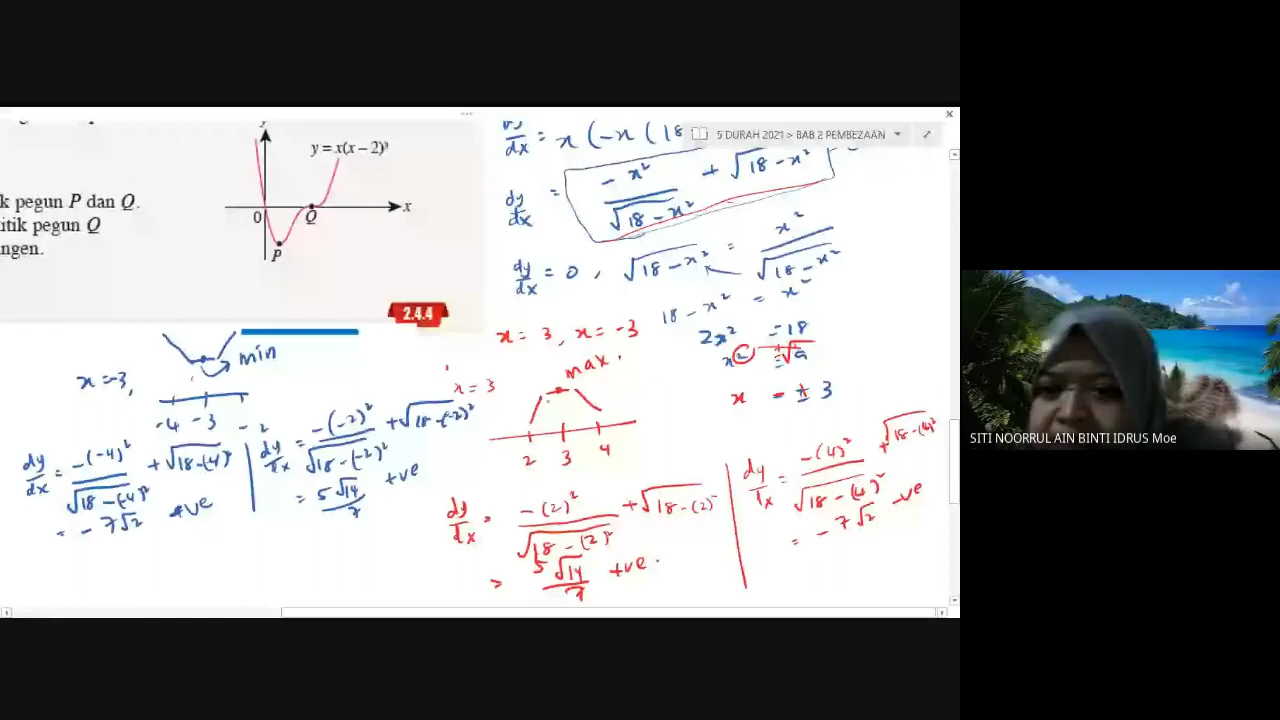 y = x(x – 2)³
x
0
Q
P
k pegun P dan Q.
itik pegun Q
ngen.
2.4.4
5 DURAH 2021 > BAB 2 PEMBEZAAN
dy/dx = x (-x (18
dy/dx = -x²/√18-x² + √18-x²
dy/dx = 0 , √18-x² = x²/√18-x²
18 - x² = x²
2x² = 18
x = ± 3
x = 3, x = -3
x = 3
max.
2 3 4
dy/dx = -(2)²/√18-(2)² + √18-(2)²
5√14/7 +ve
dy/dx = -(4)²/√18-(4)² + √18-(4)²
= -7√2 -ve
min
x = -3,
-4 -3 -2
dy/dx = -(-4)²/√18-(-4)² + √18-(-4)²
= -7√2
dy/dx = -(-2)²/√18-(-2)² + √18-(-2)²
= 5√14/7 +ve
SITI NOORRUL AIN BINTI IDRUS Moe